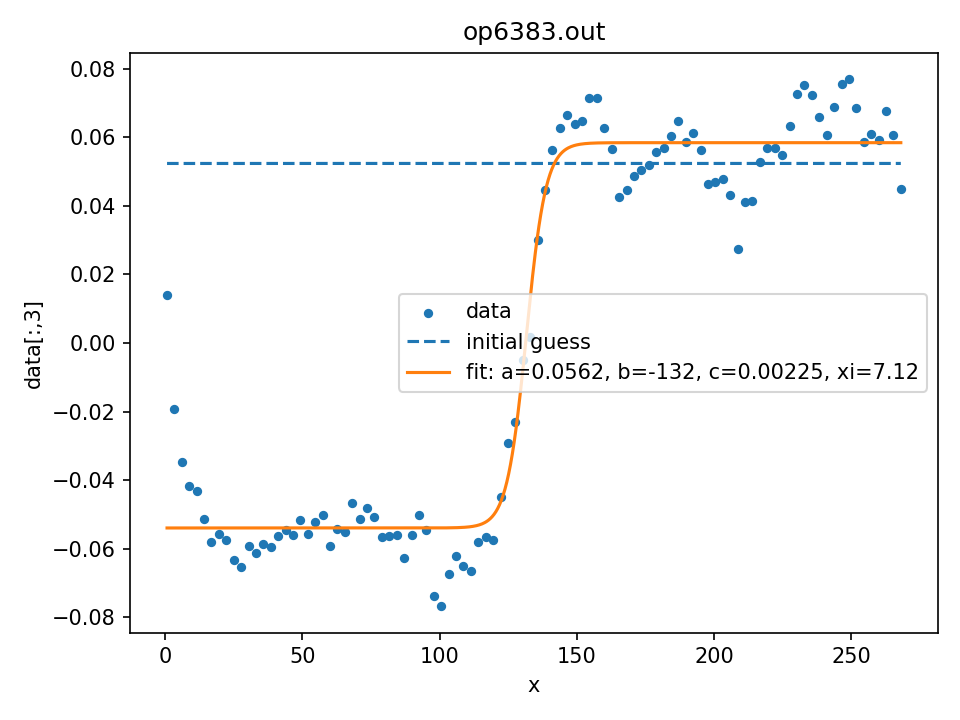 op6383.out
0.08
0.06
0.04
0.02
0.00
−0.02
−0.04
−0.06
−0.08
data[:,3]
data
initial guess
fit: a=0.0562, b=-132, c=0.00225, xi=7.12
0 50 100 150 200 250
x